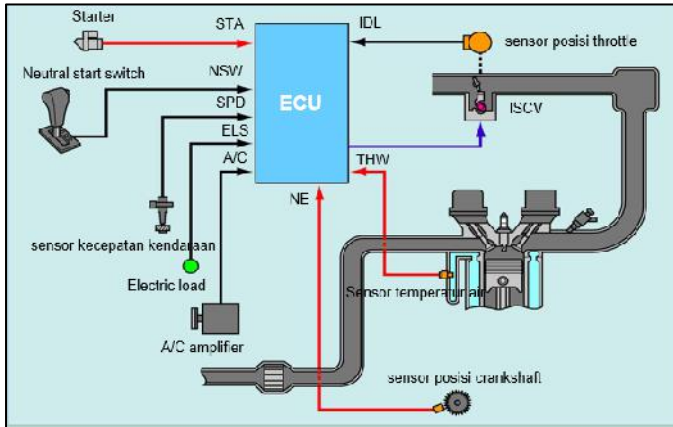 Starter
STA
IDL
sensor posisi throttle
Neutral start switch
NSW
SPD
ECU
ISCV
ELS
A/C
THW
NE
sensor kecepatan kendaraan
Electric load
Sensor temperatur air
A/C amplifier
sensor posisi crankshaft